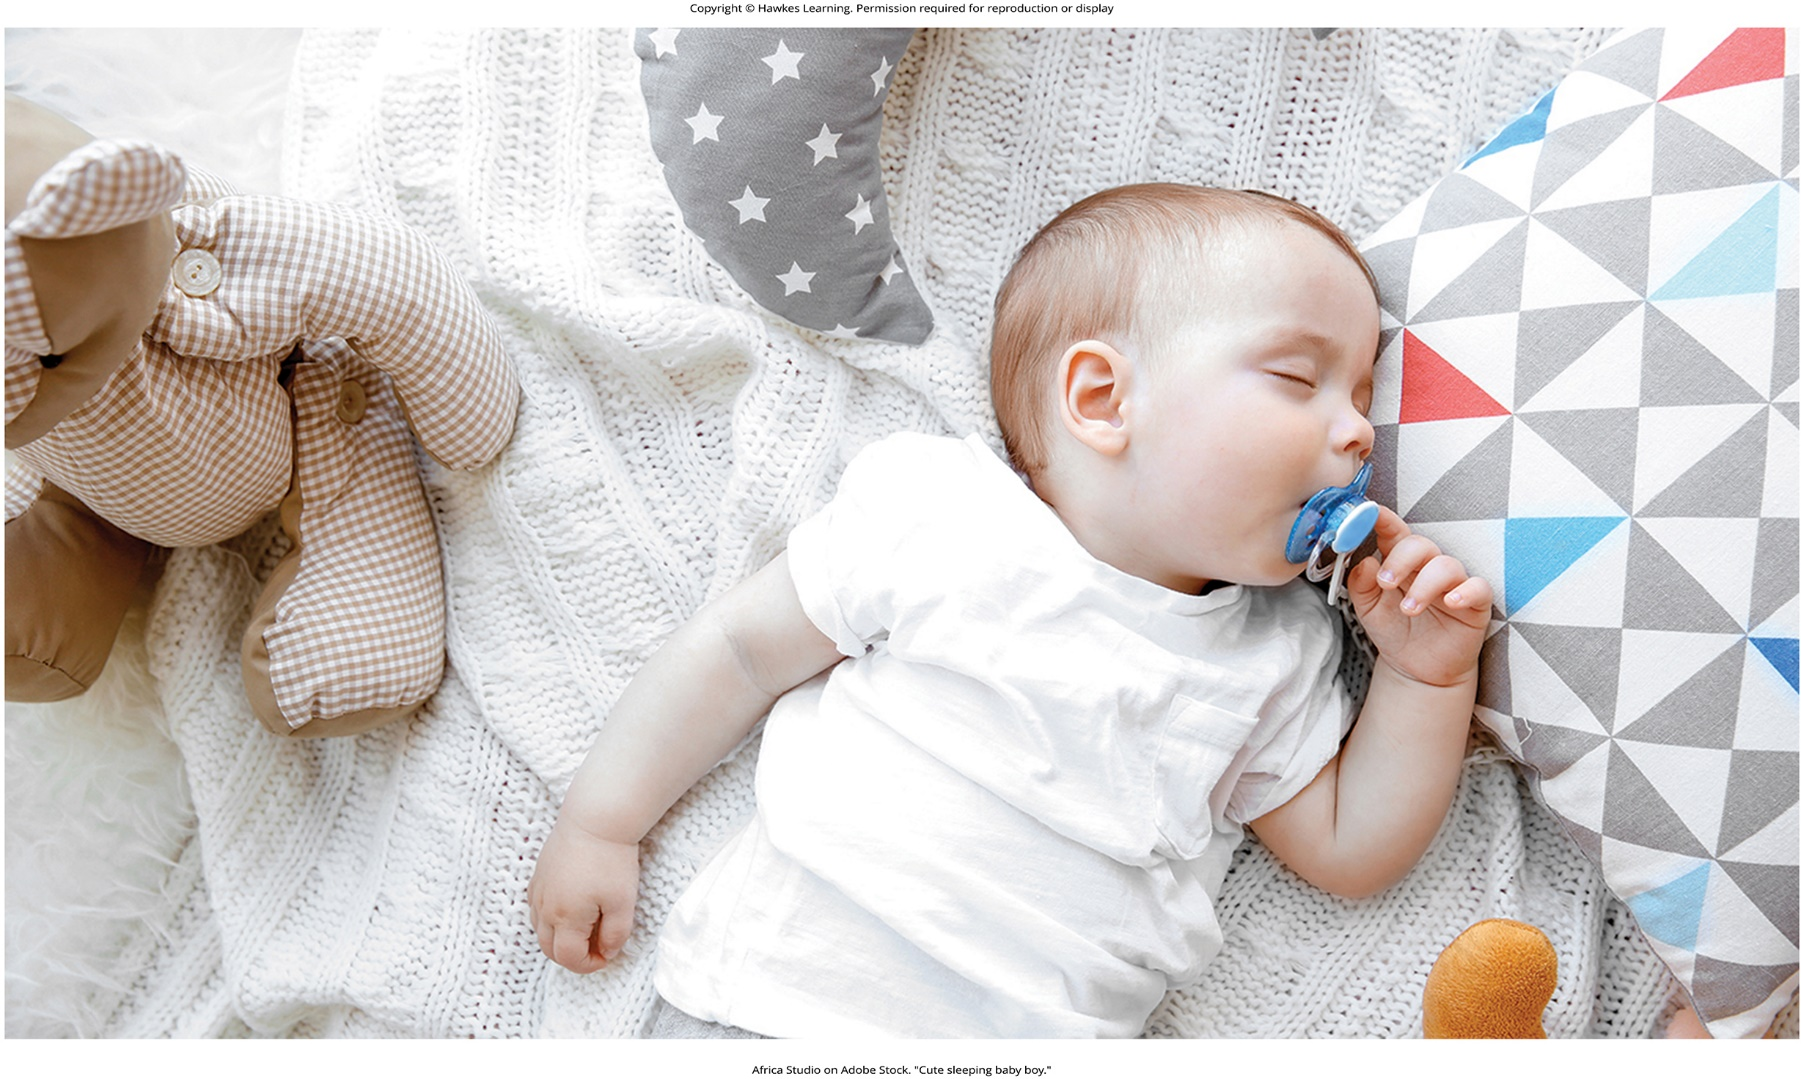 Copyright © Hawkes Learning. Permission required for reproduction or display
Africa Studio on Adobe Stock. "Cute sleeping baby boy."